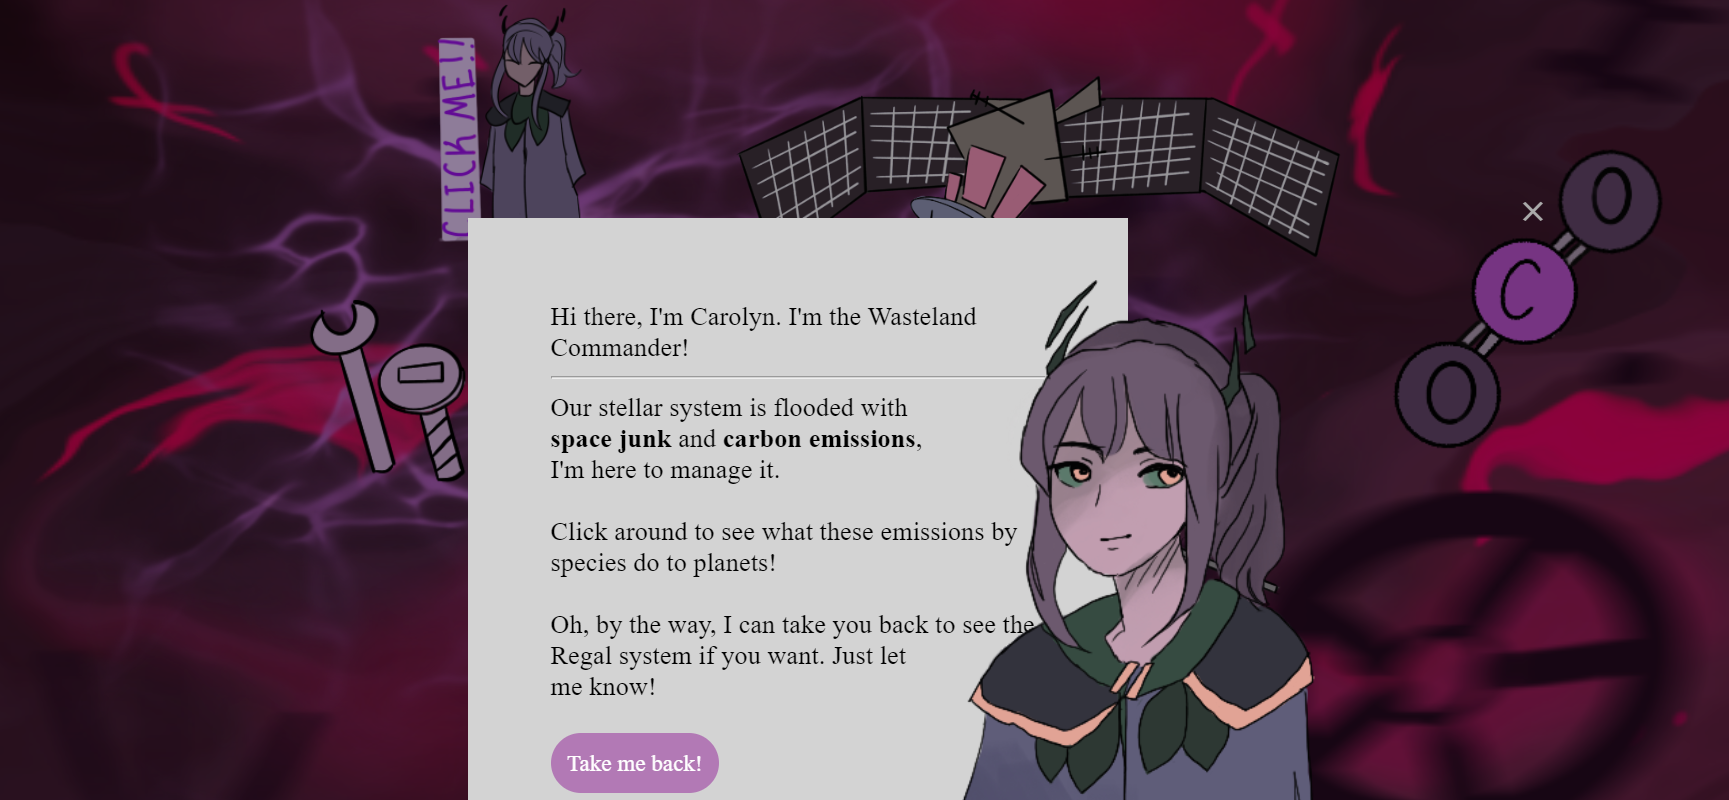 CLICK ME!!
O
C
O
Hi there, I'm Carolyn. I'm the Wasteland
Commander!
Our stellar system is flooded with
space junk and carbon emissions,
I'm here to manage it.
Click around to see what these emissions by
species do to planets!
Oh, by the way, I can take you back to see the
Regal system if you want. Just let
me know!
Take me back!